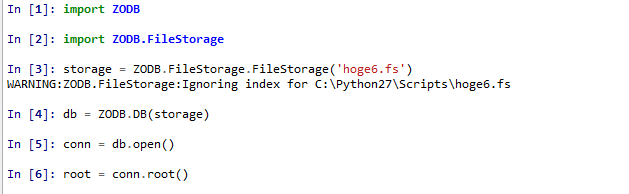 In [1]: import ZODB
In [2]: import ZODB.FileStorage
In [3]: storage = ZODB.FileStorage.FileStorage('hoge6.fs')
WARNING:ZODB.FileStorage:Ignoring index for C:\Python27\Scripts\hoge6.fs
In [4]: db = ZODB.DB(storage)
In [5]: conn = db.open()
In [6]: root = conn.root()